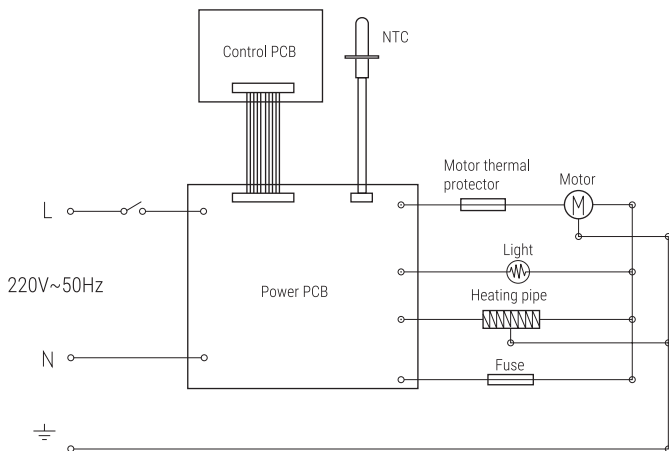 Control PCB
NTC
Motor thermal
protector
Motor
M
L
Light
220V~50Hz
Power PCB
Heating pipe
N
Fuse